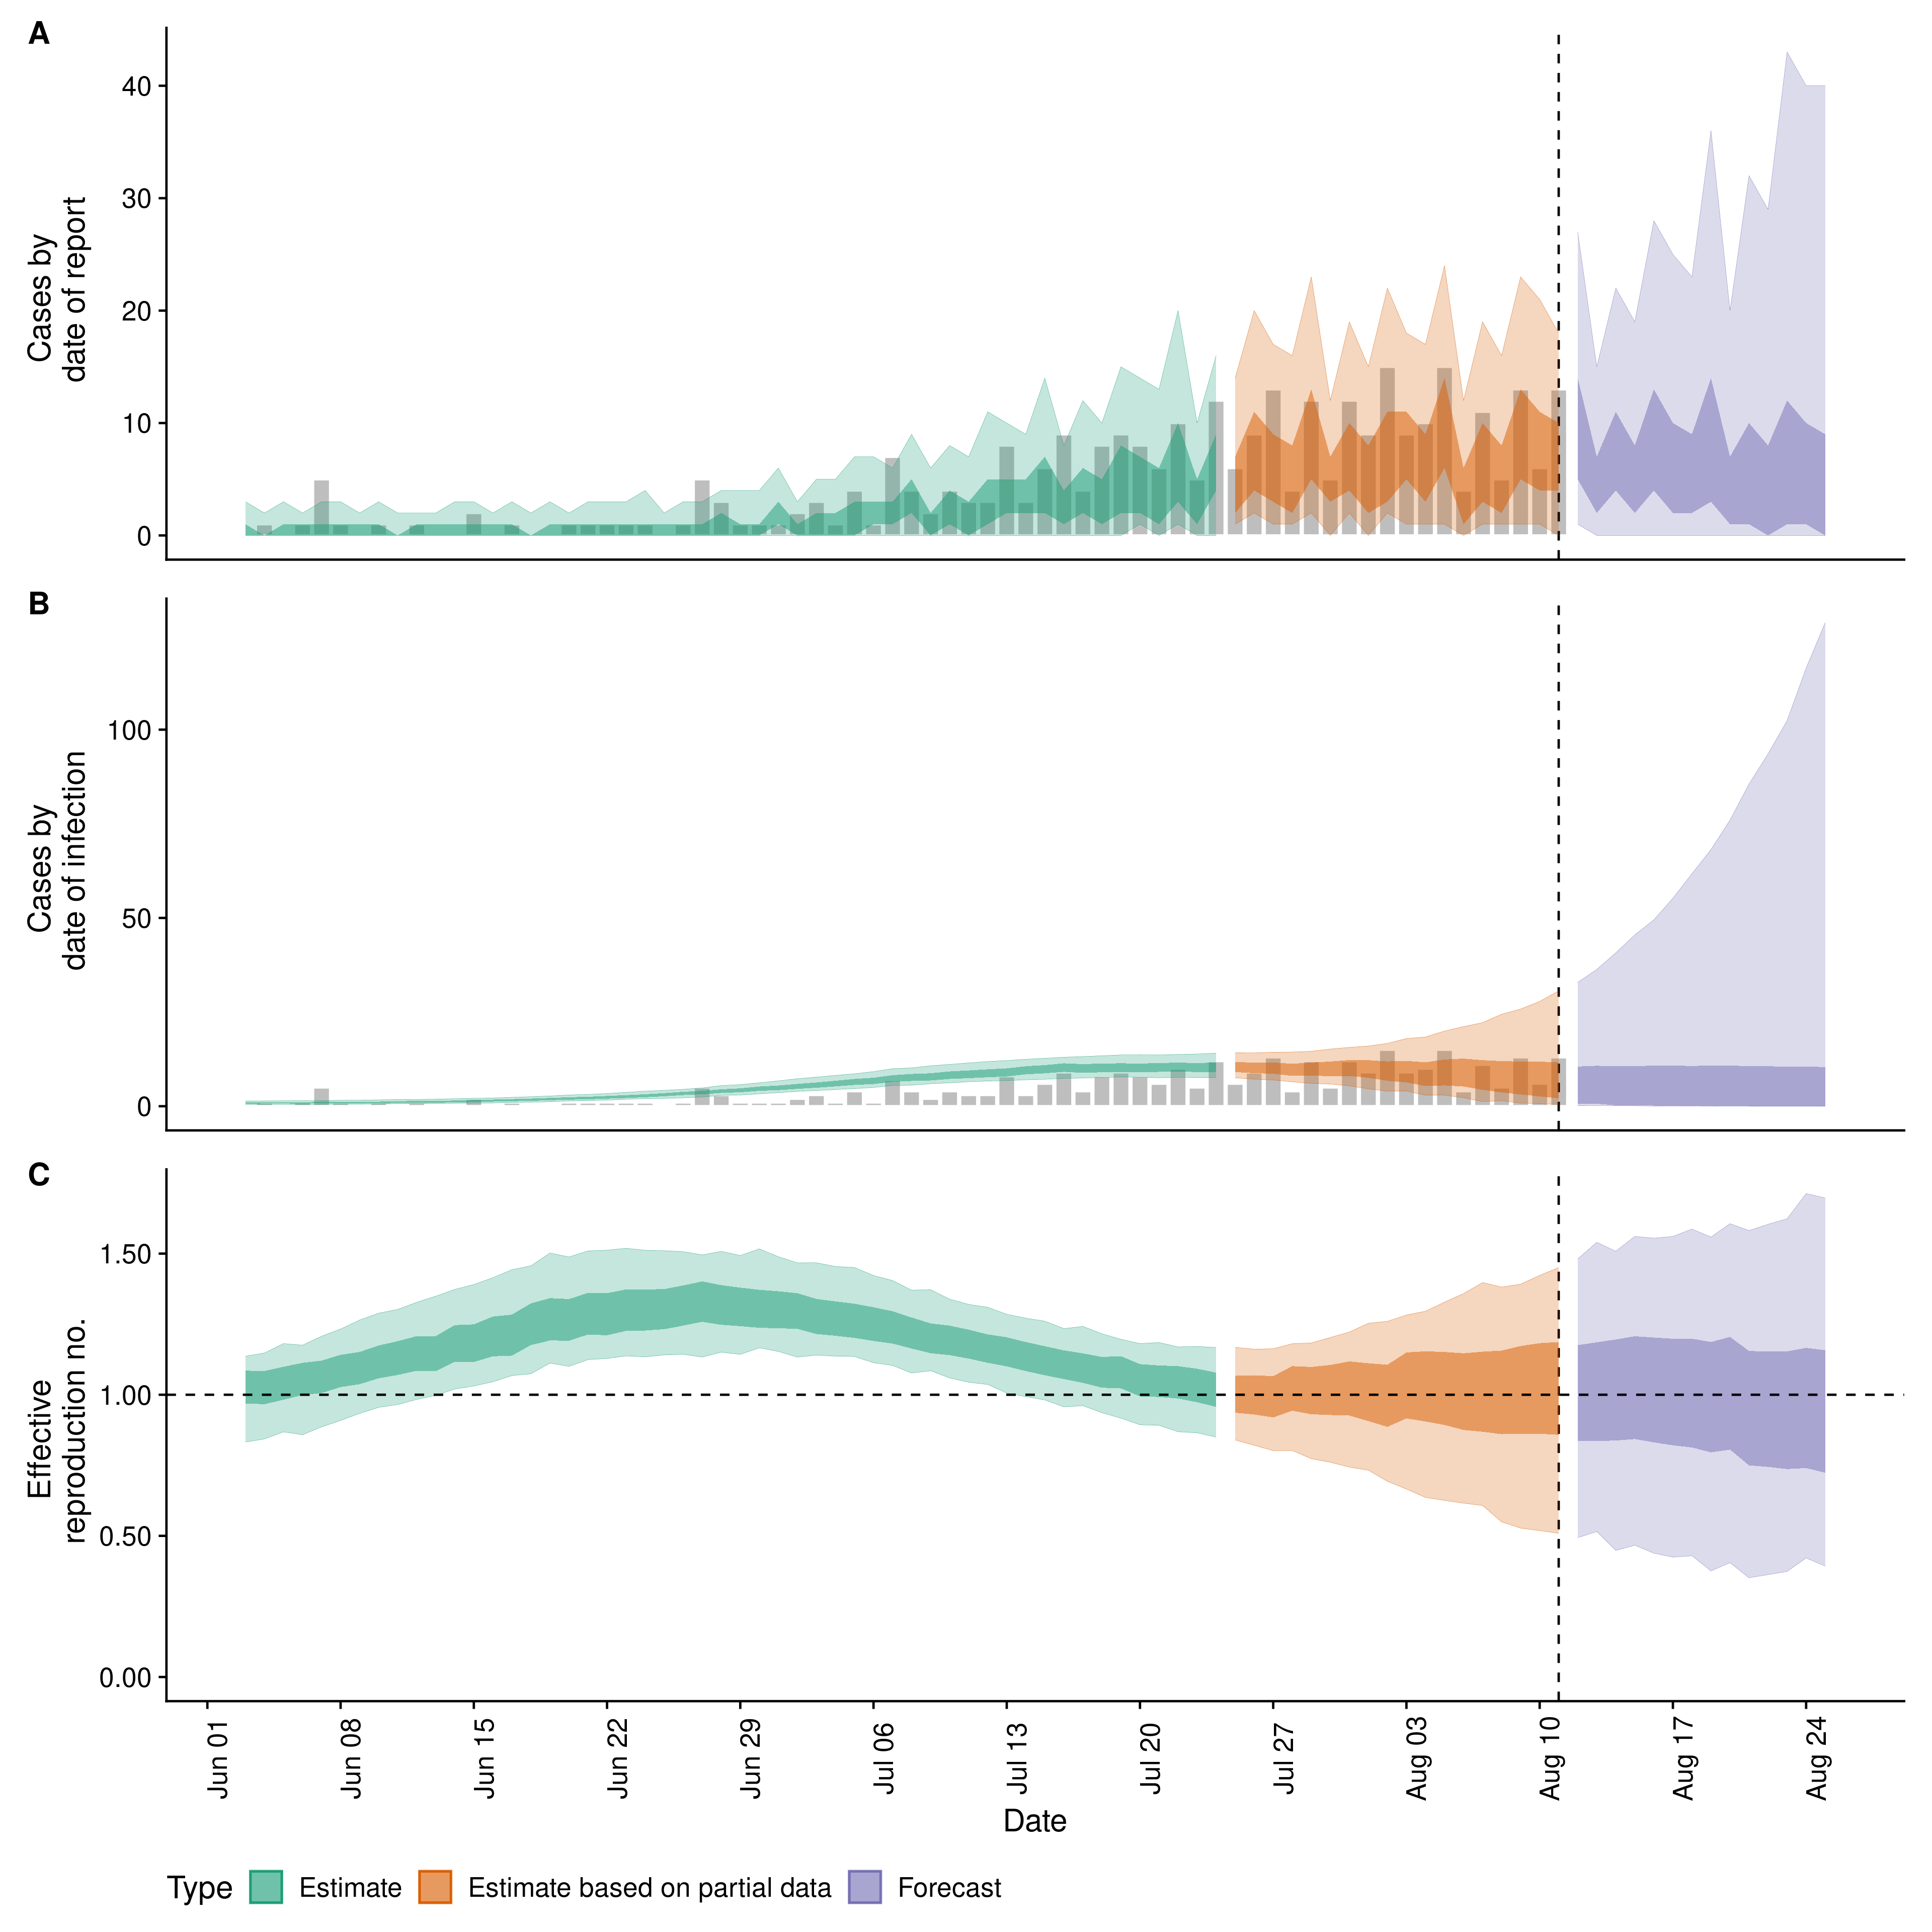 A
Cases by
date of report
40
30
20
10
0
B
Cases by
date of infection
100
50
0
C
Effective
reproduction no.
1.50
1.00
0.50
0.00
Jun 01
Jun 08
Jun 15
Jun 22
Jun 29
Jul 06
Jul 13
Jul 20
Jul 27
Aug 03
Aug 10
Aug 17
Aug 24
Date
Type Estimate Estimate based on partial data Forecast